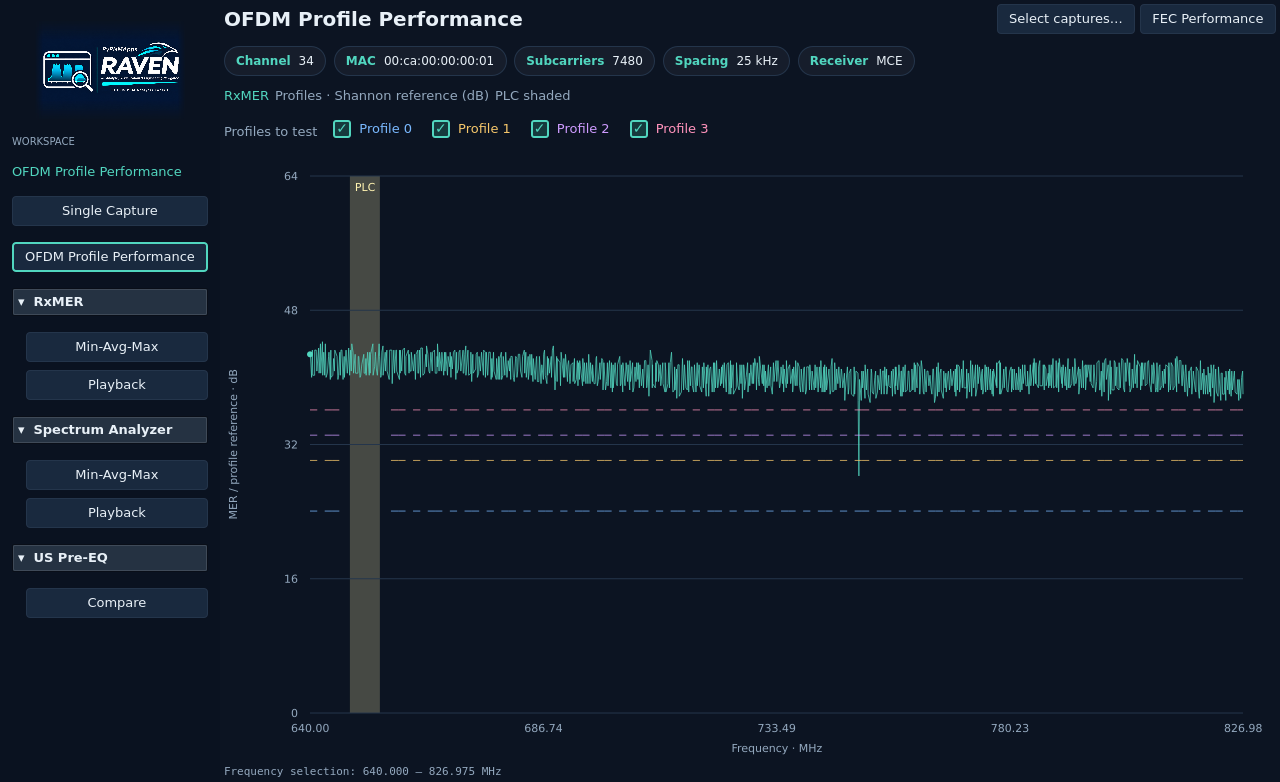 RAVEN
WORKSPACE
OFDM Profile Performance
Single Capture
OFDM Profile Performance
▾ RxMER
Min-Avg-Max
Playback
▾ Spectrum Analyzer
Min-Avg-Max
Playback
▾ US Pre-EQ
Compare
OFDM Profile Performance
Select captures...
FEC Performance
Channel 34
MAC 00:ca:00:00:00:01
Subcarriers 7480
Spacing 25 kHz
Receiver MCE
RxMER Profiles · Shannon reference (dB) PLC shaded
Profiles to test ✓ Profile 0 ✓ Profile 1 ✓ Profile 2 ✓ Profile 3
64
PLC
48
32
16
0
MER / profile reference · dB
640.00 686.74 733.49 780.23 826.98
Frequency · MHz
Frequency selection: 640.000 – 826.975 MHz